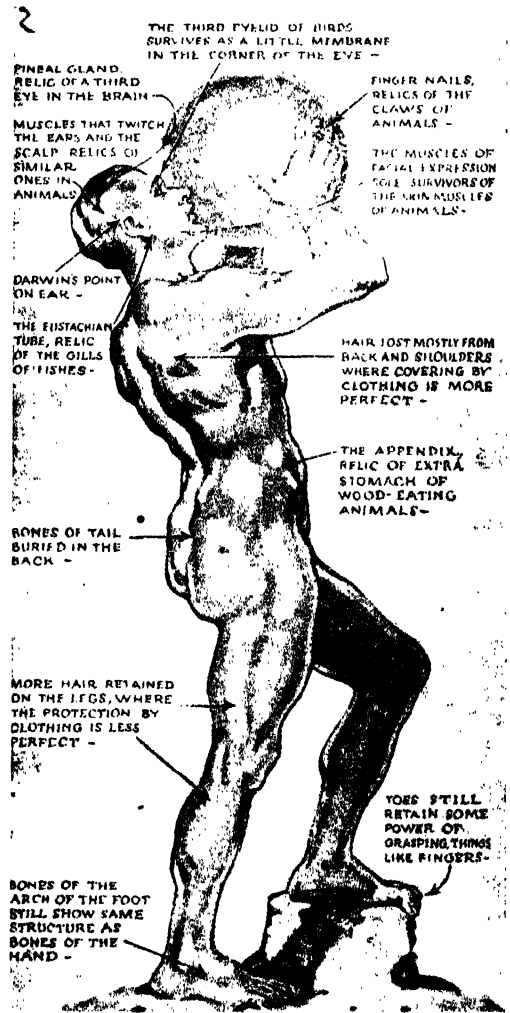 2
THE THIRD EYELID OF BIRDS
SURVIVES AS A LITTLE MEMBRANE
IN THE CORNER OF THE EYE –
PINEAL GLAND,
RELIC OF A THIRD
EYE IN THE BRAIN –
FINGER NAILS,
RELICS OF THE
CLAWS OF
ANIMALS –
MUSCLES THAT TWITCH
THE EARS AND THE
SCALP RELICS OF
SIMILAR
ONES IN
ANIMALS
THE MUSCLES OF
FACIAL EXPRESSION
SOLE SURVIVORS OF
THE SKIN MUSCLES
OF ANIMALS –
DARWIN'S POINT
ON EAR –
THE EUSTACHIAN
TUBE, RELIC
OF THE GILLS
OF FISHES –
HAIR LOST MOSTLY FROM
BACK AND SHOULDERS
WHERE COVERING BY
CLOTHING IS MORE
PERFECT –
THE APPENDIX,
RELIC OF EXTRA
STOMACH OF
WOOD-EATING
ANIMALS –
BONES OF TAIL
BURIED IN THE
BACK –
MORE HAIR RETAINED
ON THE LEGS, WHERE
THE PROTECTION BY
CLOTHING IS LESS
PERFECT –
TOES STILL
RETAIN SOME
POWER OF
GRASPING THINGS
LIKE FINGERS –
BONES OF THE
ARCH OF THE FOOT
STILL SHOW SAME
STRUCTURE AS
BONES OF THE
HAND –